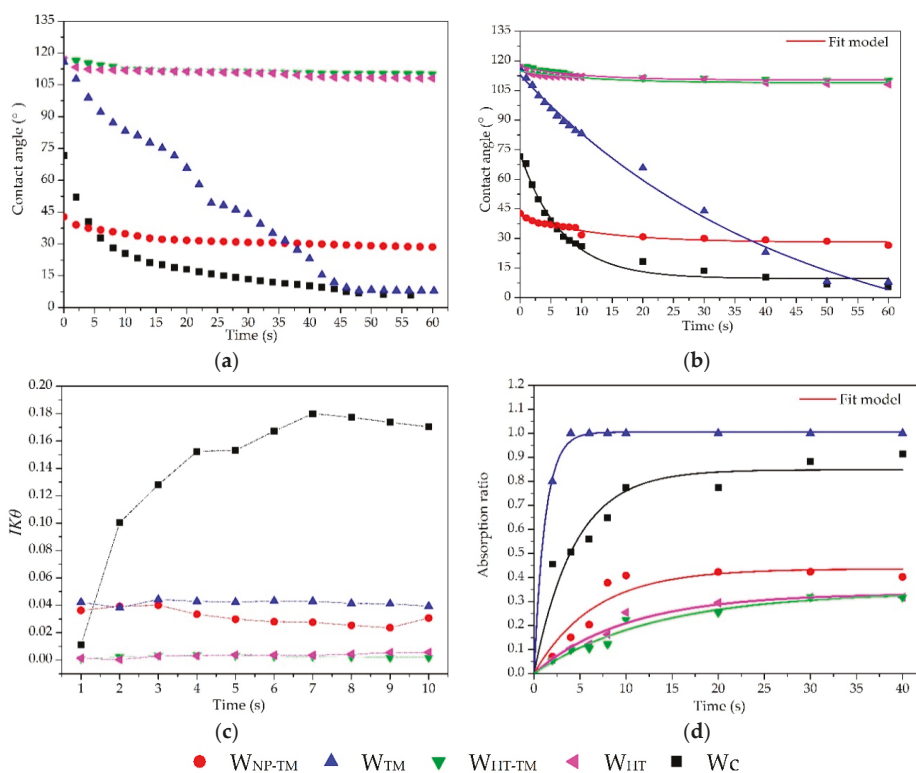 135
120
105
90
75
60
45
30
15
0
Contact angle (°)
0 5 10 15 20 25 30 35 40 45 50 55 60
Time (s)
(a)
Fit model
135
120
105
90
75
60
45
30
15
0
Contact angle (°)
0 5 10 15 20 25 30 35 40 45 50 55 60
Time (s)
(b)
0.20
0.18
0.16
0.14
0.12
0.10
0.08
0.06
0.04
0.02
0.00
IKθ
1 2 3 4 5 6 7 8 9 10
Time (s)
(c)
Fit model
1.2
1.1
1.0
0.9
0.8
0.7
0.6
0.5
0.4
0.3
0.2
0.1
0.0
Absorption ratio
0 5 10 15 20 25 30 35 40
Time (s)
(d)
W_NP-TM W_TM W_HT-TM W_HT Wc